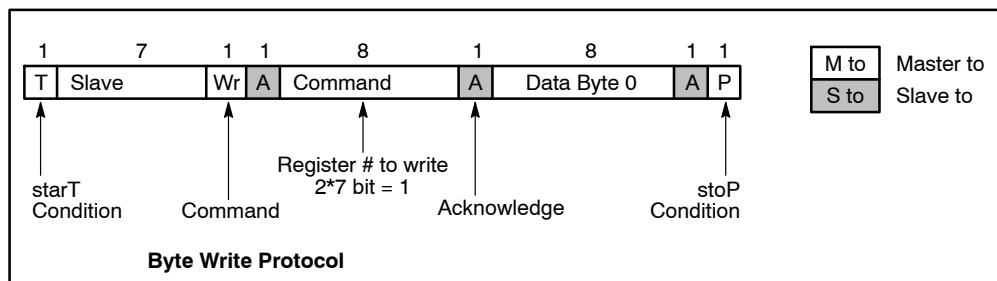 1 7 1 1 8 1 8 1 1
T Slave Wr A Command A Data Byte 0 A P
M to Master to
S to Slave to
Register # to write
2*7 bit = 1
starT
Condition
Command
Acknowledge
stoP
Condition
Byte Write Protocol